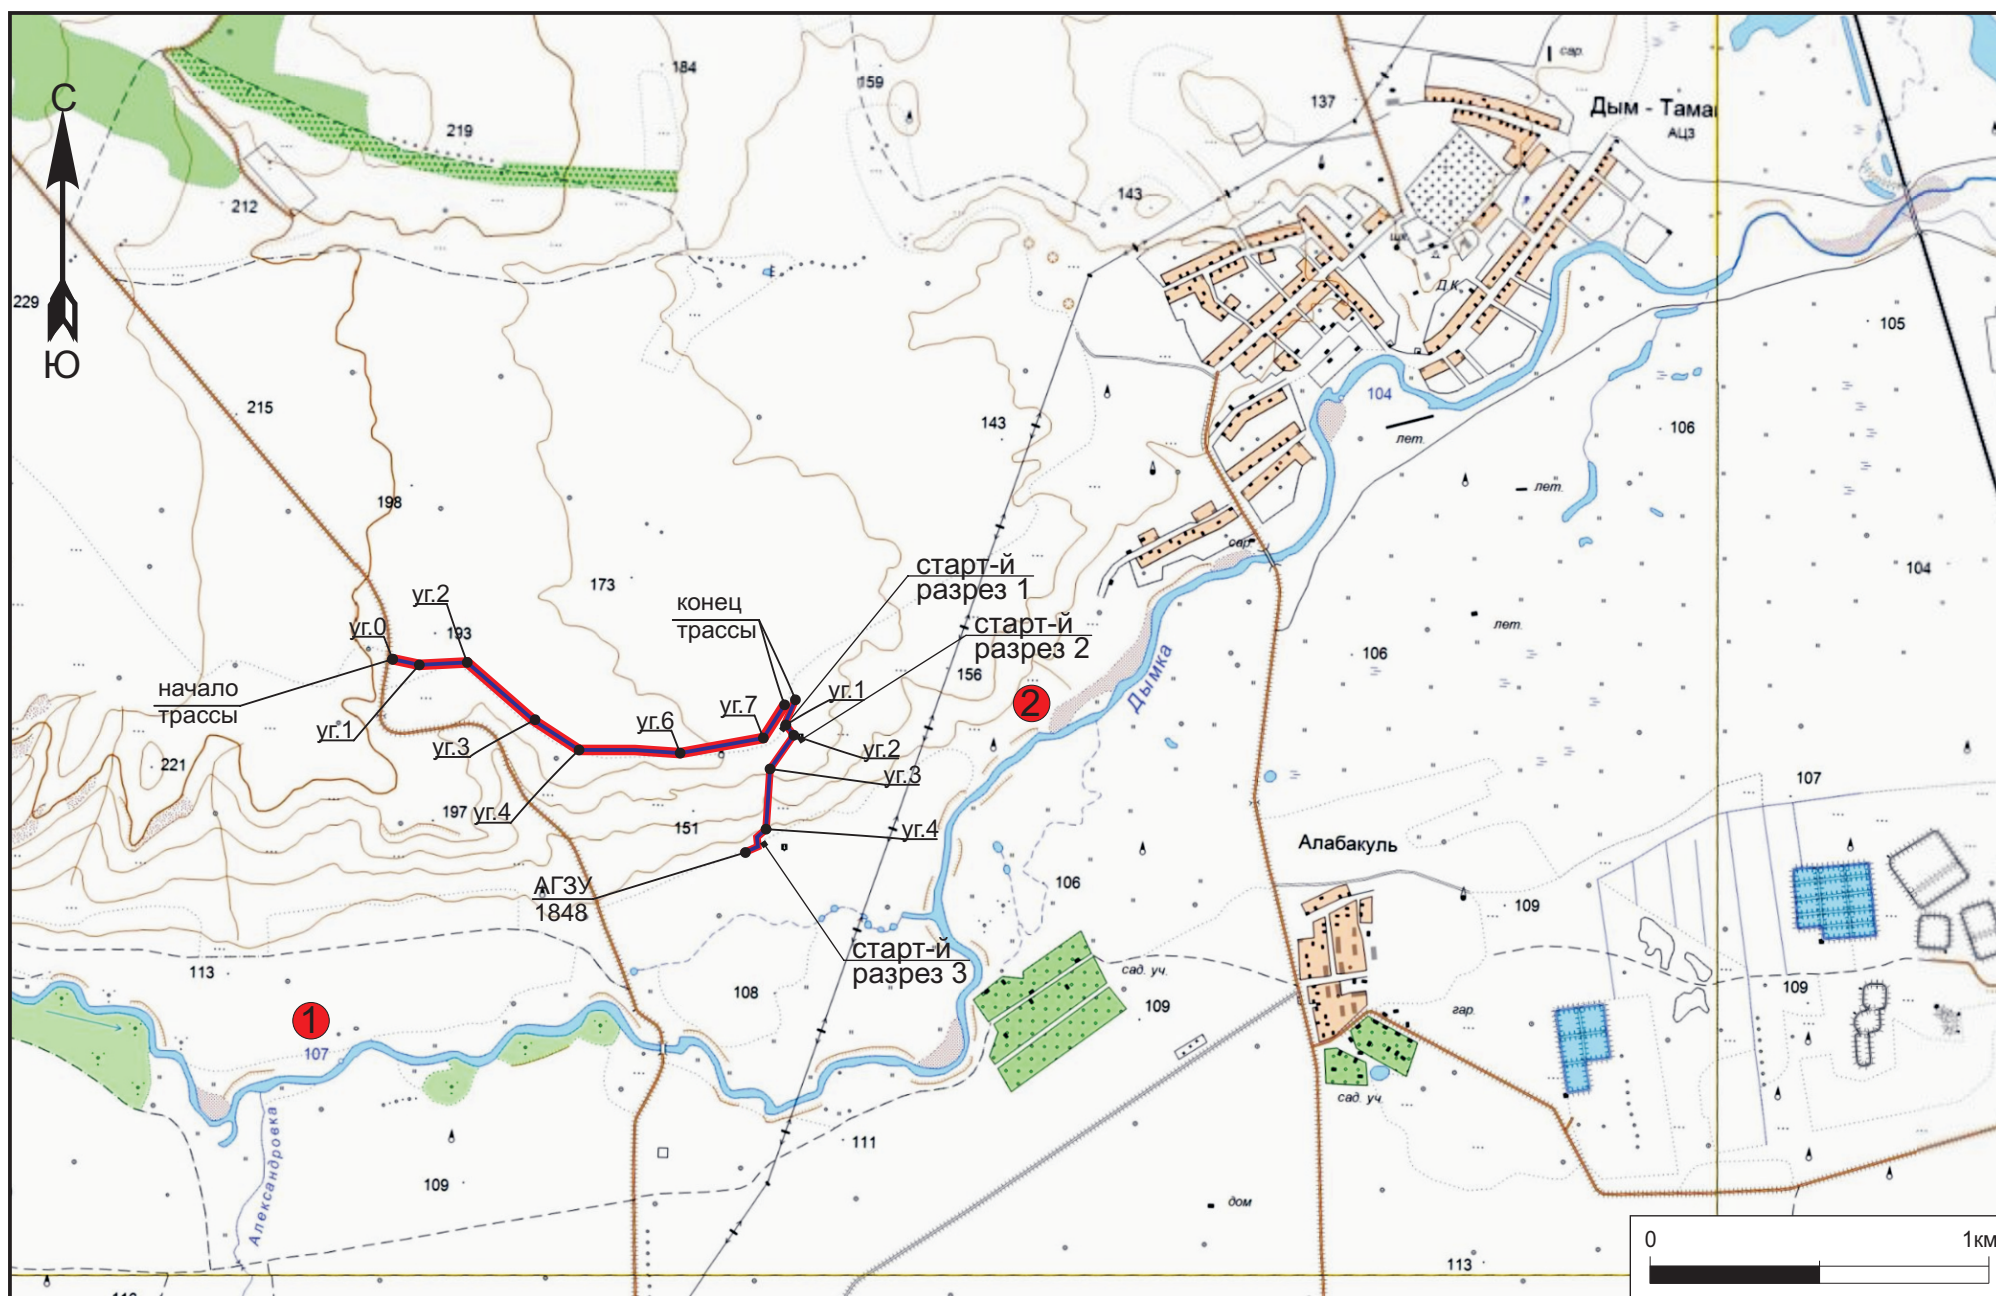 184
сар.
159
137
Дым - Тамак
АЦЗ
С
219
212
143
шк.
Д.К.
229
Ю
105
215
104
143
106
лет.
лет.
198
сар.
104
173
старт-й
разрез 1
уг.2
конец
трассы
уг.0
193
старт-й
разрез 2
лет.
106
156
Дымка
начало
трассы
уг.1
уг.3
уг.6
уг.7
уг.1
2
уг.2
221
уг.3
107
197
уг.4
151
уг.4
Алабакуль
АГЗУ
1848
106
109
старт-й
разрез 3
113
сад. уч.
108
109
109
1
гар.
107
сад. уч.
Александровка
111
109
дом
0
1км
113